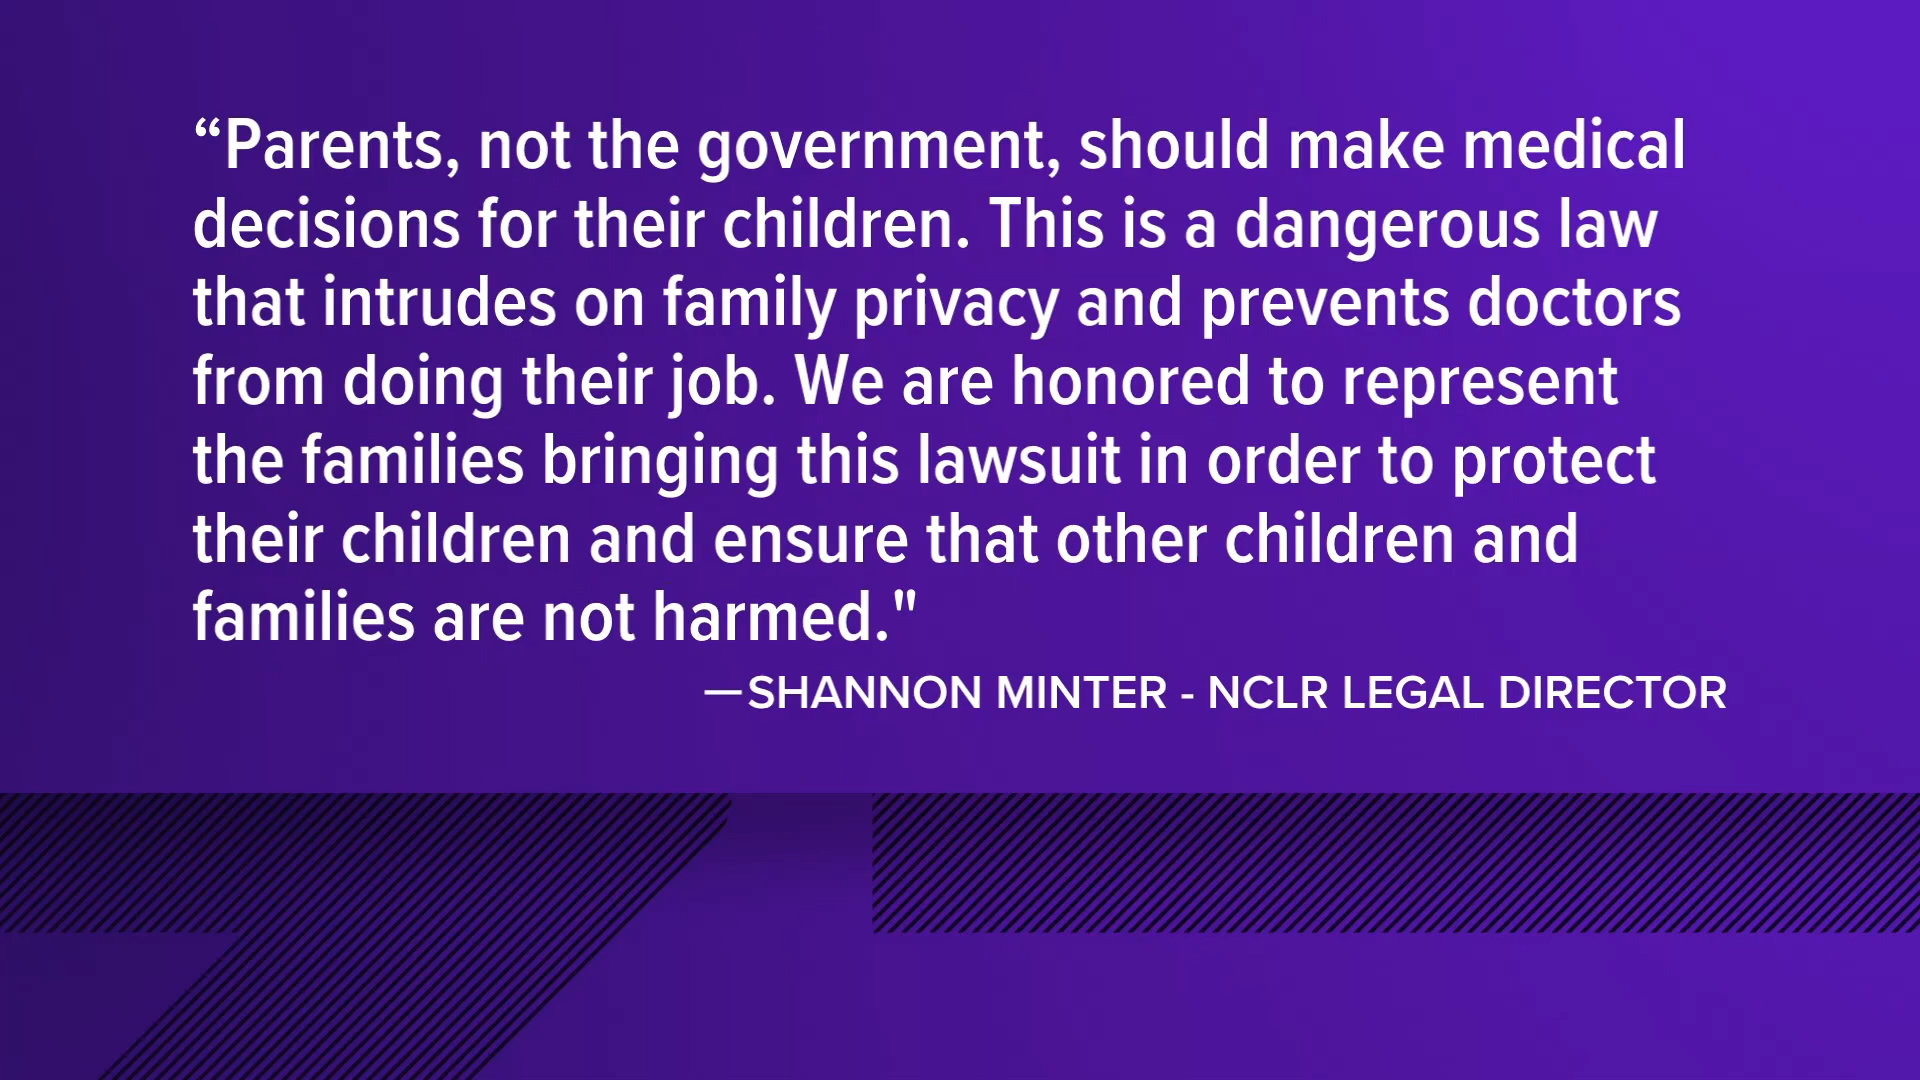 “Parents, not the government, should make medical
decisions for their children. This is a dangerous law
that intrudes on family privacy and prevents doctors
from doing their job. We are honored to represent
the families bringing this lawsuit in order to protect
their children and ensure that other children and
families are not harmed."
—SHANNON MINTER - NCLR LEGAL DIRECTOR